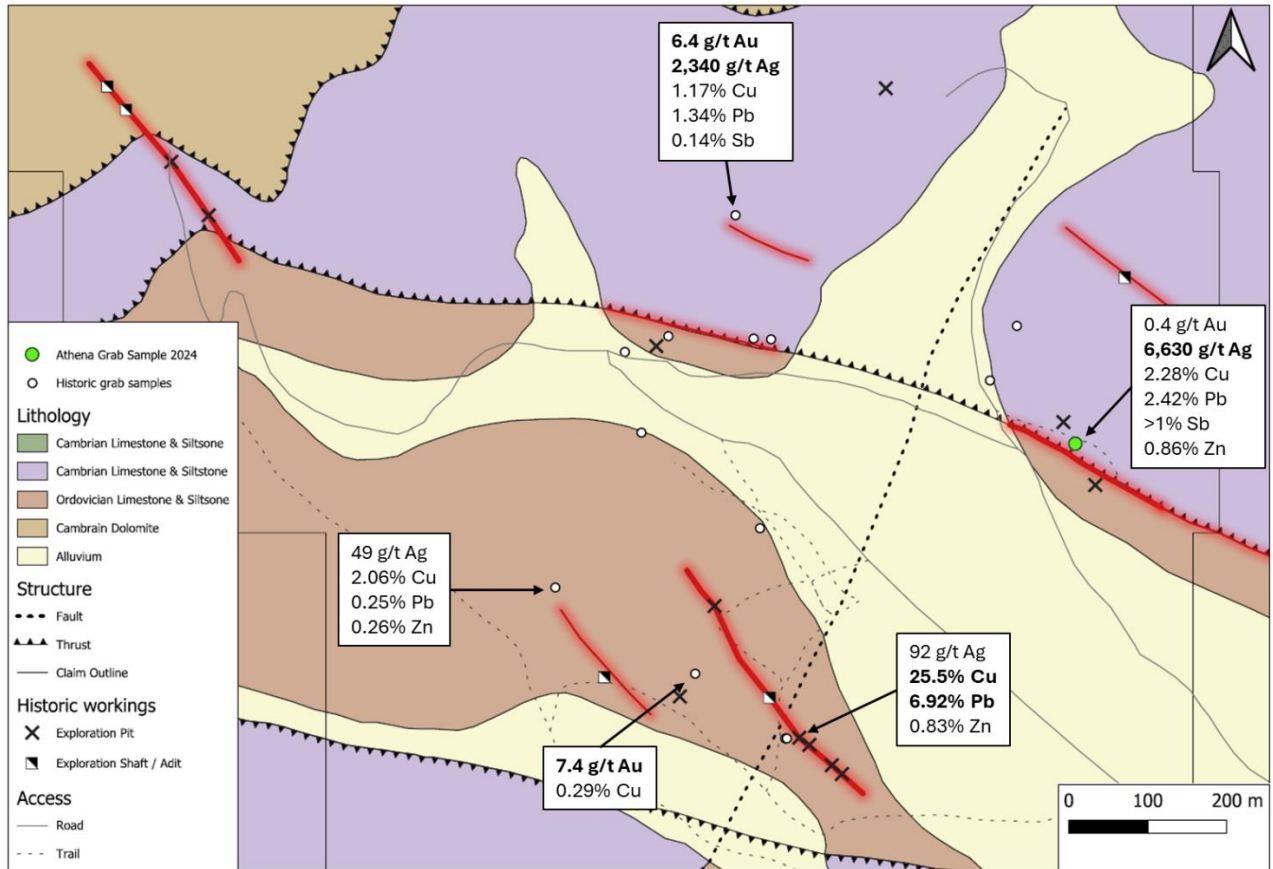 6.4 g/t Au
2,340 g/t Ag
1.17% Cu
1.34% Pb
0.14% Sb
0.4 g/t Au
6,630 g/t Ag
2.28% Cu
2.42% Pb
>1% Sb
0.86% Zn
49 g/t Ag
2.06% Cu
0.25% Pb
0.26% Zn
92 g/t Ag
25.5% Cu
6.92% Pb
0.83% Zn
7.4 g/t Au
0.29% Cu
Athena Grab Sample 2024
Historic grab samples
Lithology
Cambrian Limestone & Siltsone
Cambrian Limestone & Siltstone
Ordovician Limestone & Siltsone
Cambrain Dolomite
Alluvium
Structure
Fault
Thrust
Claim Outline
Historic workings
Exploration Pit
Exploration Shaft / Adit
Access
Road
Trail
0 100 200 m